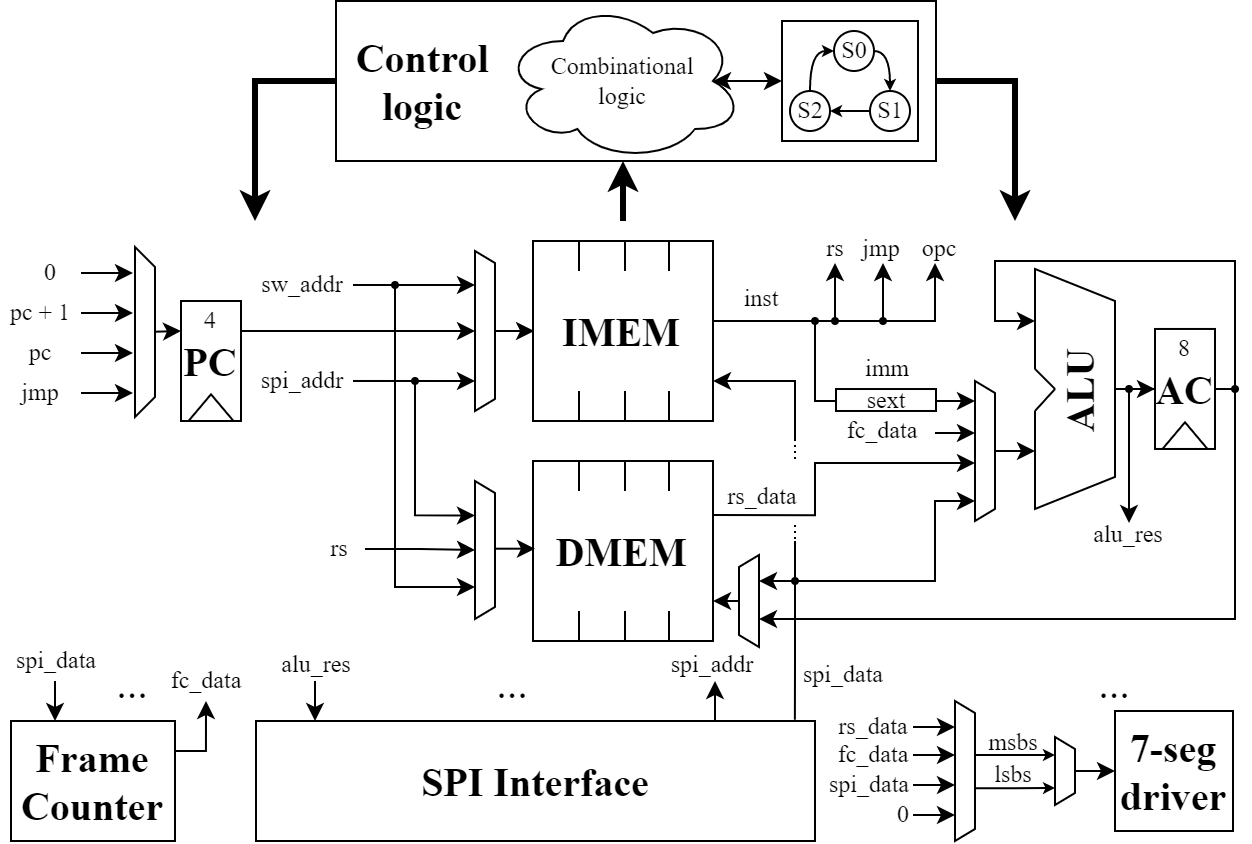 Control
logic
Combinational
logic
S0
S2
S1
0
pc + 1
pc
jmp
4
PC
sw_addr
spi_addr
IMEM
inst
rs
jmp
opc
imm
sext
fc_data
ALU
8
AC
alu_res
rs
DMEM
rs_data
spi_data
...
fc_data
Frame
Counter
alu_res
...
spi_addr
spi_data
SPI Interface
rs_data
fc_data
spi_data
0
msbs
lsbs
...
7-seg
driver